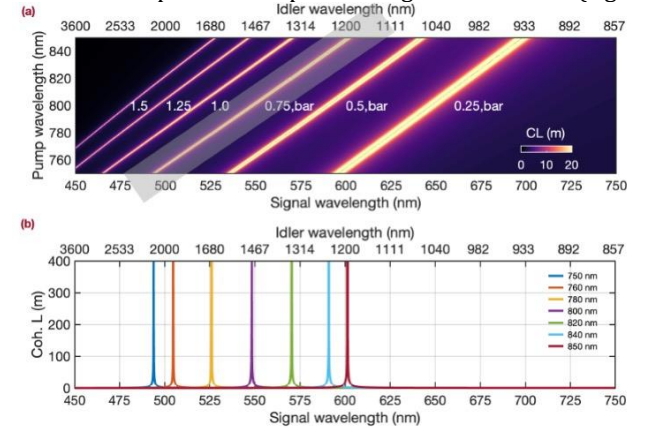 (a)
Idler wavelength (nm)
3600 2533 2000 1680 1467 1314 1200 1111 1040 982 933 892 857
Pump wavelength (nm)
840
820
800
780
760
1.5 1.25 1.0 0.75,bar 0.5,bar 0.25,bar
CL (m)
0 10 20
450 475 500 525 550 575 600 625 650 675 700 725 750
Signal wavelength (nm)
(b)
Idler wavelength (nm)
3600 2533 2000 1680 1467 1314 1200 1111 1040 982 933 892 857
Coh. L (m)
400
300
200
100
0
750 nm
760 nm
780 nm
800 nm
820 nm
840 nm
850 nm
450 475 500 525 550 575 600 625 650 675 700 725 750
Signal wavelength (nm)